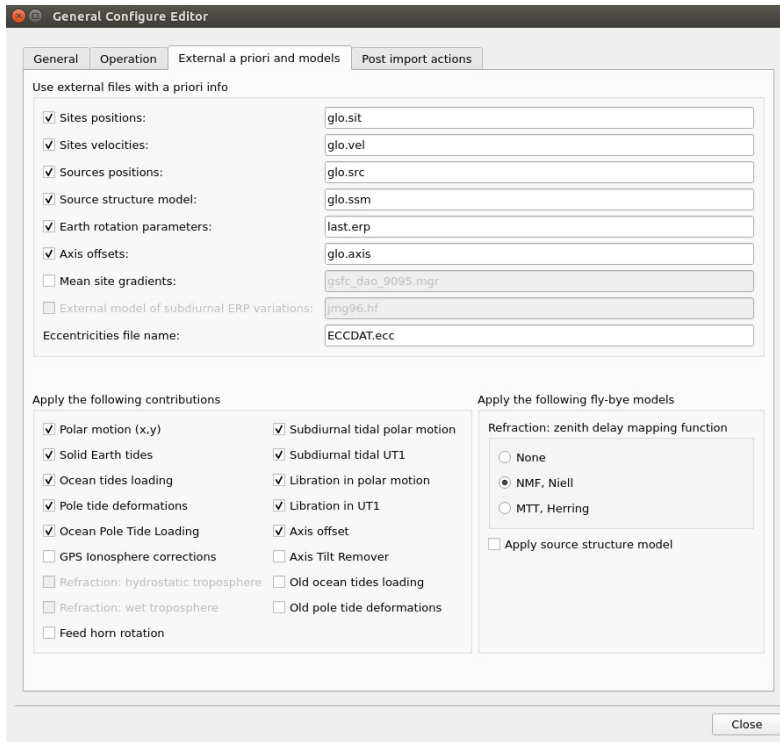 General Configure Editor
General Operation External a priori and models Post import actions
Use external files with a priori info
Sites positions: glo.sit
Sites velocities: glo.vel
Sources positions: glo.src
Source structure model: glo.ssm
Earth rotation parameters: last.erp
Axis offsets: glo.axis
Mean site gradients: gsfc_dao_9095.mgr
External model of subdiurnal ERP variations: jmg96.hf
Eccentricities file name: ECCDAT.ecc
Apply the following contributions
Polar motion (x,y) Subdiurnal tidal polar motion
Solid Earth tides Subdiurnal tidal UT1
Ocean tides loading Libration in polar motion
Pole tide deformations Libration in UT1
Ocean Pole Tide Loading Axis offset
GPS Ionosphere corrections Axis Tilt Remover
Refraction: hydrostatic troposphere Old ocean tides loading
Refraction: wet troposphere Old pole tide deformations
Feed horn rotation
Apply the following fly-bye models
Refraction: zenith delay mapping function
None
NMF, Niell
MTT, Herring
Apply source structure model
Close